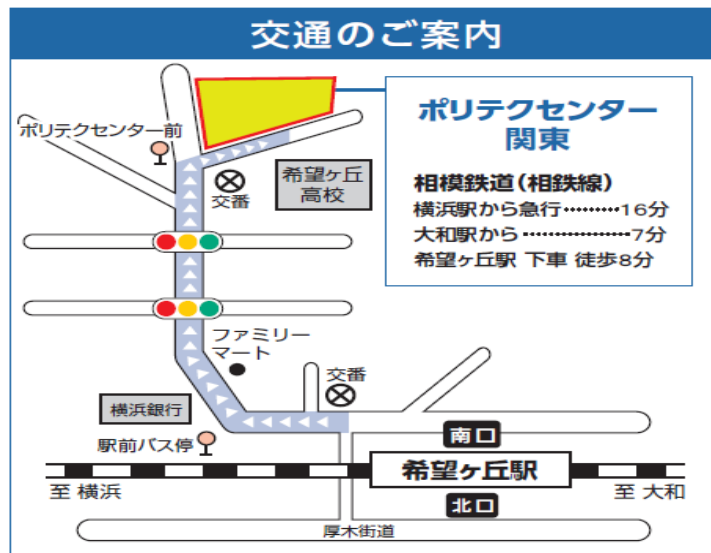 交通のご案内
ポリテクセンター
関東
相模鉄道(相鉄線)
横浜駅から急行………16分
大和駅から………………7分
希望ヶ丘駅 下車 徒歩8分
ポリテクセンター前
交番
希望ヶ丘
高校
ファミリー
マート
交番
横浜銀行
駅前バス停
南口
希望ヶ丘駅
至 横浜
至 大和
北口
厚木街道